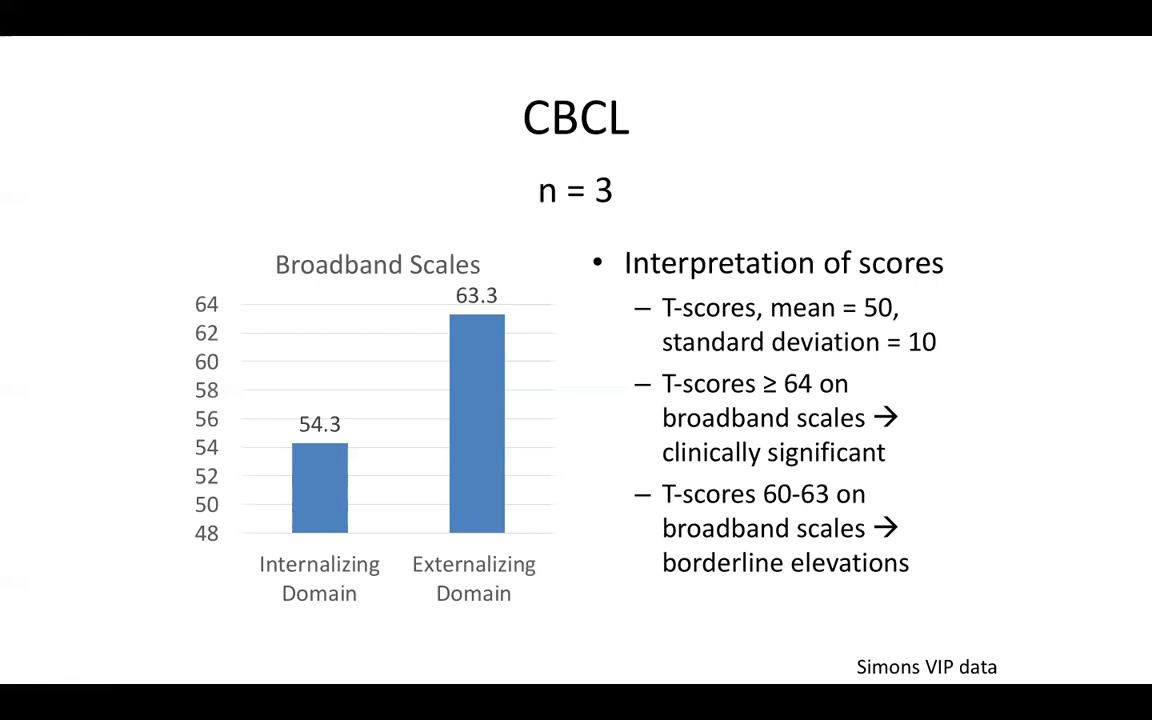 CBCL
n = 3
Broadband Scales
64
62
60
58
56
54
52
50
48
54.3
63.3
Internalizing
Domain
Externalizing
Domain
• Interpretation of scores
– T-scores, mean = 50,
standard deviation = 10
– T-scores ≥ 64 on
broadband scales →
clinically significant
– T-scores 60-63 on
broadband scales →
borderline elevations
Simons VIP data